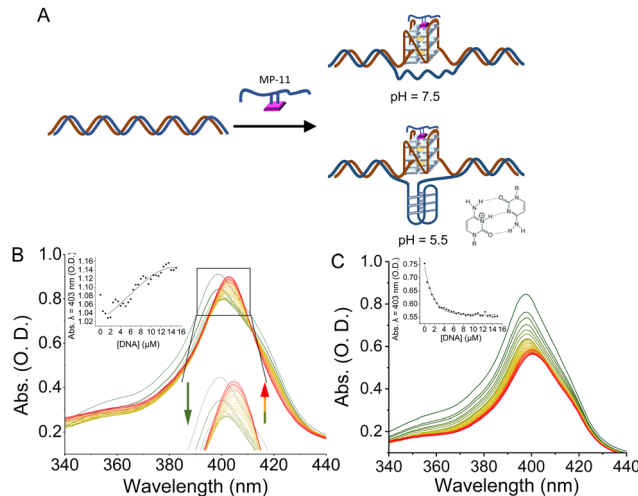 A
MP-11
pH = 7.5
pH = 5.5
R
N
O
H
N
H
N
H
N
O
N
H
N
R
H
B
Abs. (O. D.)
1.0
0.8
0.6
0.4
0.2
340 360 380 400 420 440
Wavelength (nm)
Abs. λ = 403 nm (O.D.)
1.16
1.14
1.12
1.10
1.08
1.06
1.04
1.02
0 2 4 6 8 10 12 14 16
[DNA] (µM)
C
Abs. (O. D.)
1.0
0.8
0.6
0.4
0.2
340 360 380 400 420 440
Wavelength (nm)
Abs. λ = 403 nm (O.D.)
0.75
0.70
0.65
0.60
0.55
0 2 4 6 8 10 12 14 16
[DNA] (µM)